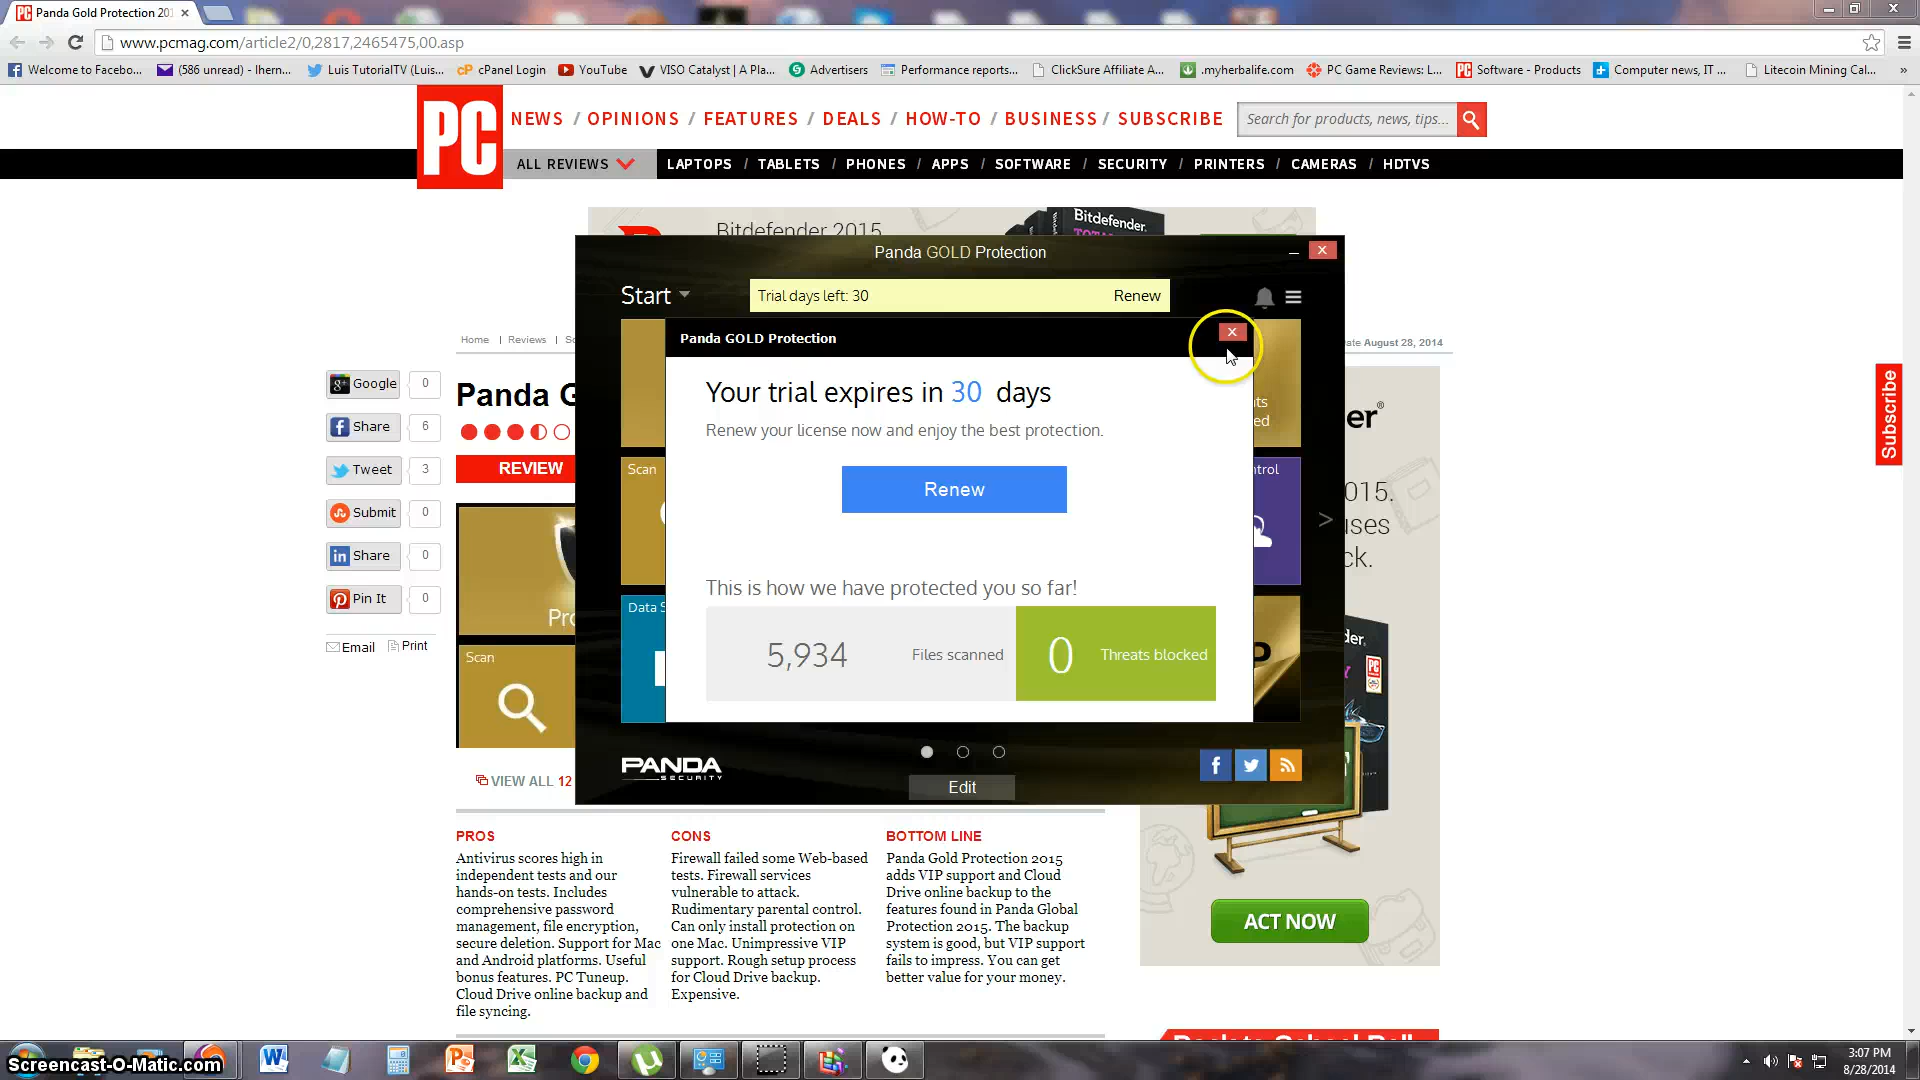 Panda Gold Protection 201
www.pcmag.com/article2/0,2817,2465475,00.asp
Welcome to Facebo...
(586 unread) - lhern...
Luis TutorialTV (Luis...
cPanel Login
YouTube
VISO Catalyst | A Pla...
Advertisers
Performance reports...
ClickSure Affiliate A...
.myherbalife.com
PC Game Reviews: L...
Software - Products
Computer news, IT ...
Litecoin Mining Cal...
»
PC
NEWS / OPINIONS / FEATURES / DEALS / HOW-TO / BUSINESS / SUBSCRIBE
Search for products, news, tips...
ALL REVIEWS
LAPTOPS / TABLETS / PHONES / APPS / SOFTWARE / SECURITY / PRINTERS / CAMERAS / HDTVS
Bitdefender 2015
Bitdefender
Panda GOLD Protection
Start
Trial days left: 30
Renew
Panda GOLD Protection
Home | Reviews |
August 28, 2014
Your trial expires in 30 days
Renew your license now and enjoy the best protection.
Renew
This is how we have protected you so far!
5,934
Files scanned
0
Threats blocked
Scan
Data S
PANDA
SECURITY
Edit
Google 0
Share 6
Tweet 3
Submit 0
Share 0
Pin It 0
Email
Print
Subscribe
Panda G
REVIEW
Pro
Scan
VIEW ALL 12
er®
2015.
uses
ck.
der.
ACT NOW
PROS
Antivirus scores high in
independent tests and our
hands-on tests. Includes
comprehensive password
management, file encryption,
secure deletion. Support for Mac
and Android platforms. Useful
bonus features. PC Tuneup.
Cloud Drive online backup and
file syncing.
CONS
Firewall failed some Web-based
tests. Firewall services
vulnerable to attack.
Rudimentary parental control.
Can only install protection on
one Mac. Unimpressive VIP
support. Rough setup process
for Cloud Drive backup.
Expensive.
BOTTOM LINE
Panda Gold Protection 2015
adds VIP support and Cloud
Drive online backup to the
features found in Panda Global
Protection 2015. The backup
system is good, but VIP support
fails to impress. You can get
better value for your money.
Screencast-O-Matic.com
3:07 PM
8/28/2014